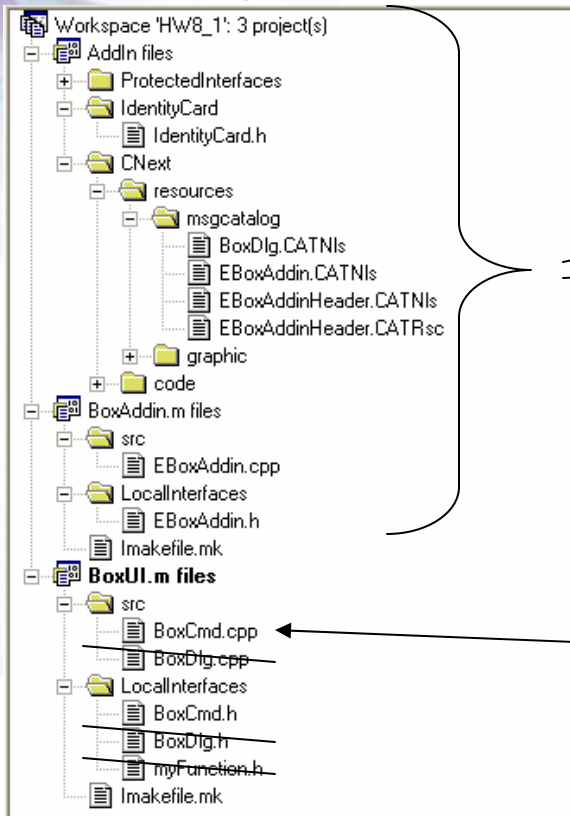 Workspace 'HW8_1': 3 project(s)
AddIn files
ProtectedInterfaces
IdentityCard
IdentityCard.h
CNext
resources
msgcatalog
BoxDlg.CATNls
EBoxAddin.CATNls
EBoxAddinHeader.CATNls
EBoxAddinHeader.CATRsc
graphic
code
BoxAddin.m files
src
EBoxAddin.cpp
LocalInterfaces
EBoxAddin.h
Imakefile.mk
BoxUI.m files
src
BoxCmd.cpp
BoxDlg.cpp
LocalInterfaces
BoxCmd.h
BoxDlg.h
myFunction.h
Imakefile.mk